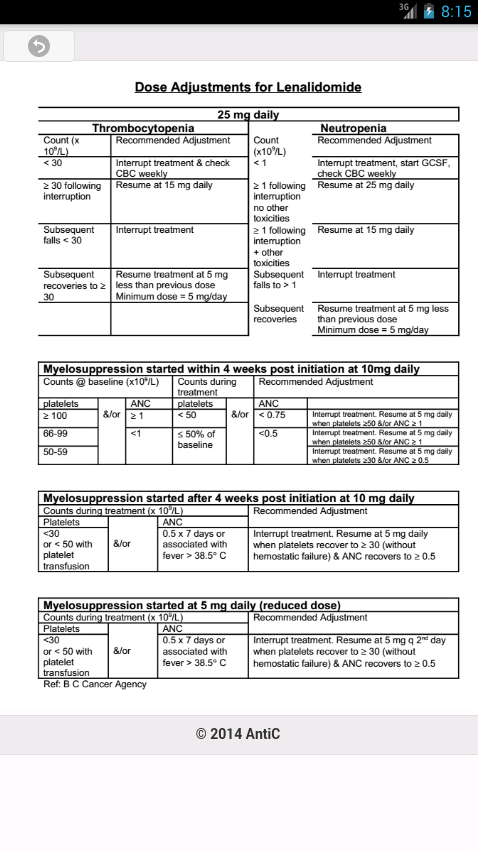 3G 8:15
Dose Adjustments for Lenalidomide
25 mg daily
Thrombocytopenia
Neutropenia
Count (x 10⁹/L)
Recommended Adjustment
Count (x10⁹/L)
Recommended Adjustment
< 30
Interrupt treatment & check CBC weekly
< 1
Interrupt treatment, start GCSF, check CBC weekly
≥ 30 following interruption
Resume at 15 mg daily
≥ 1 following interruption no other toxicities
Resume at 25 mg daily
Subsequent falls < 30
Interrupt treatment
≥ 1 following interruption + other toxicities
Resume at 15 mg daily
Subsequent recoveries to ≥ 30
Resume treatment at 5 mg less than previous dose
Minimum dose = 5 mg/day
Subsequent falls to > 1
Interrupt treatment
Subsequent recoveries
Resume treatment at 5 mg less than previous dose
Minimum dose = 5 mg/day
Myelosuppression started within 4 weeks post initiation at 10mg daily
Counts @ baseline (x10⁹/L)
Counts during treatment
Recommended Adjustment
platelets
&/or
ANC
platelets
&/or
ANC
≥ 100
≥ 1
< 50
< 0.75
Interrupt treatment. Resume at 5 mg daily when platelets ≥50 &/or ANC ≥ 1
66-99
<1
≤ 50% of baseline
<0.5
Interrupt treatment. Resume at 5 mg daily when platelets ≥50 &/or ANC ≥ 1
50-59
Interrupt treatment. Resume at 5 mg daily when platelets ≥30 &/or ANC ≥ 0.5
Myelosuppression started after 4 weeks post initiation at 10 mg daily
Counts during treatment (x 10⁹/L)
Recommended Adjustment
Platelets
&/or
ANC
<30
or < 50 with platelet transfusion
0.5 x 7 days or associated with fever > 38.5° C
Interrupt treatment. Resume at 5 mg daily when platelets recover to ≥ 30 (without hemostatic failure) & ANC recovers to ≥ 0.5
Myelosuppression started at 5 mg daily (reduced dose)
Counts during treatment (x 10⁹/L)
Recommended Adjustment
Platelets
&/or
ANC
<30
or < 50 with platelet transfusion
0.5 x 7 days or associated with fever > 38.5° C
Interrupt treatment. Resume at 5 mg q 2ⁿᵈ day when platelets recover to ≥ 30 (without hemostatic failure) & ANC recovers to ≥ 0.5
Ref: B C Cancer Agency
© 2014 AntiC